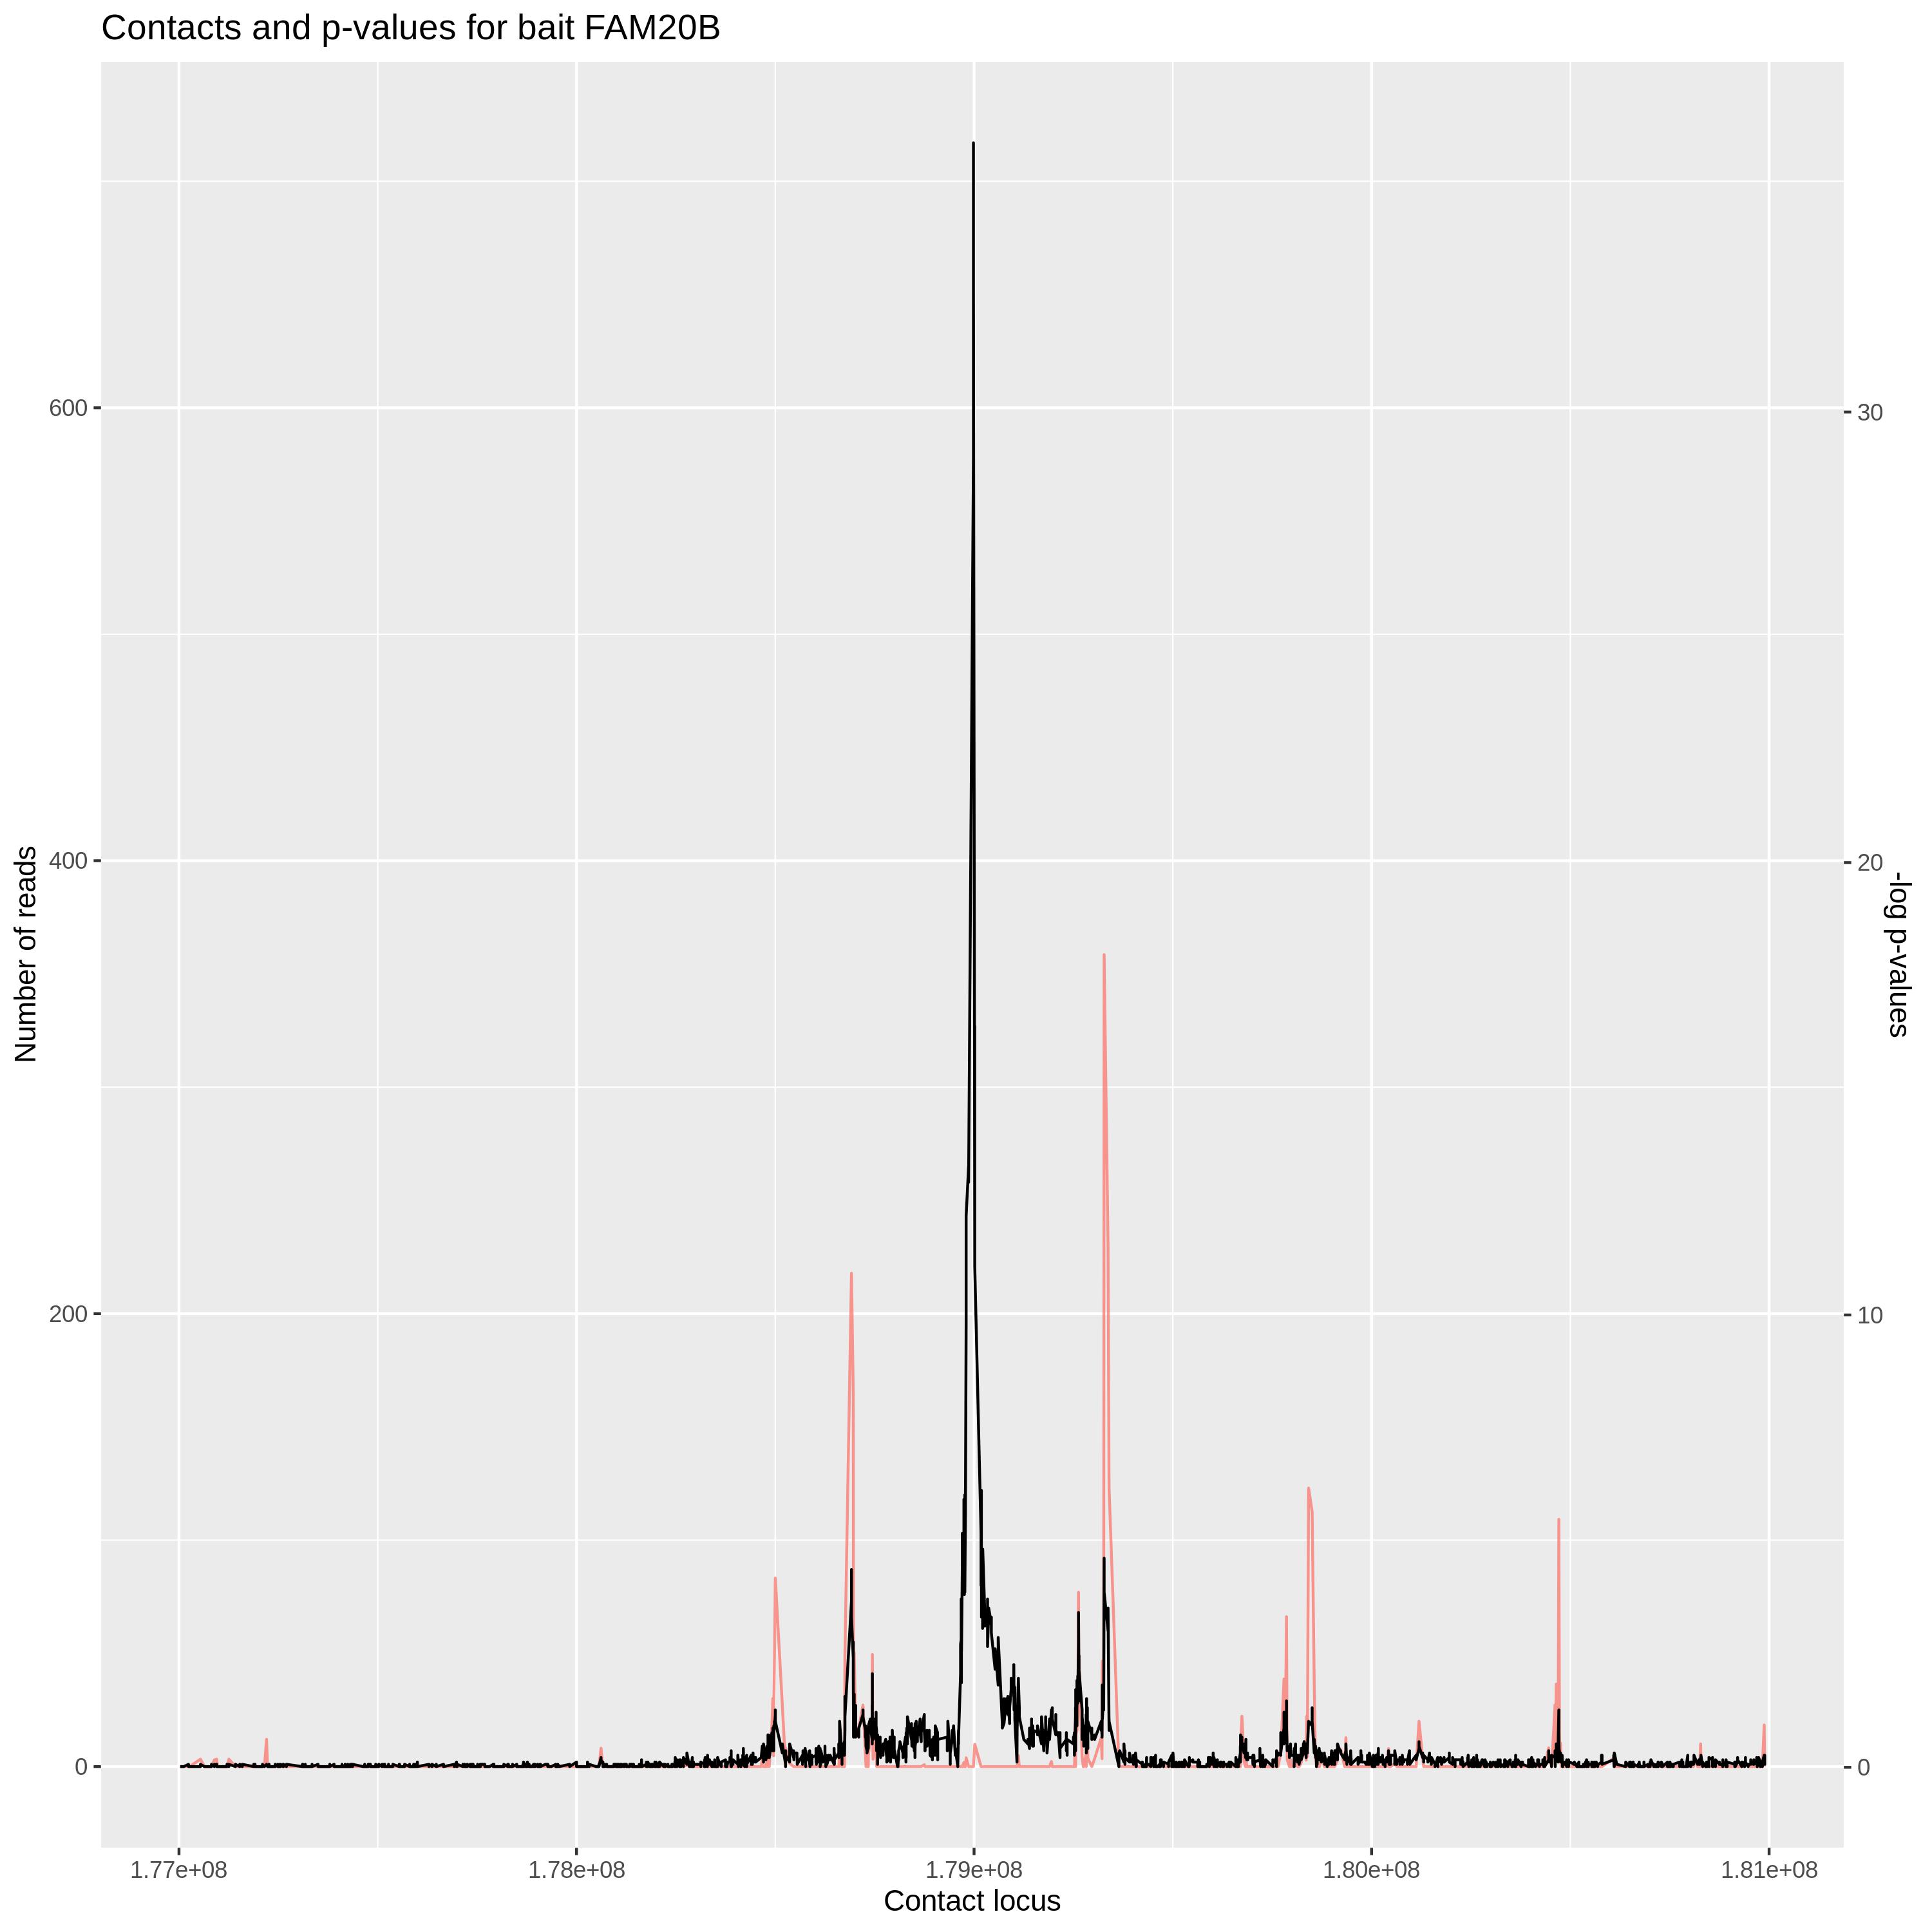 Contacts and p-values for bait FAM20B
Number of reads
600
400
200
0
30
20
10
0
-log p-values
1.77e+08
1.78e+08
1.79e+08
1.80e+08
1.81e+08
Contact locus